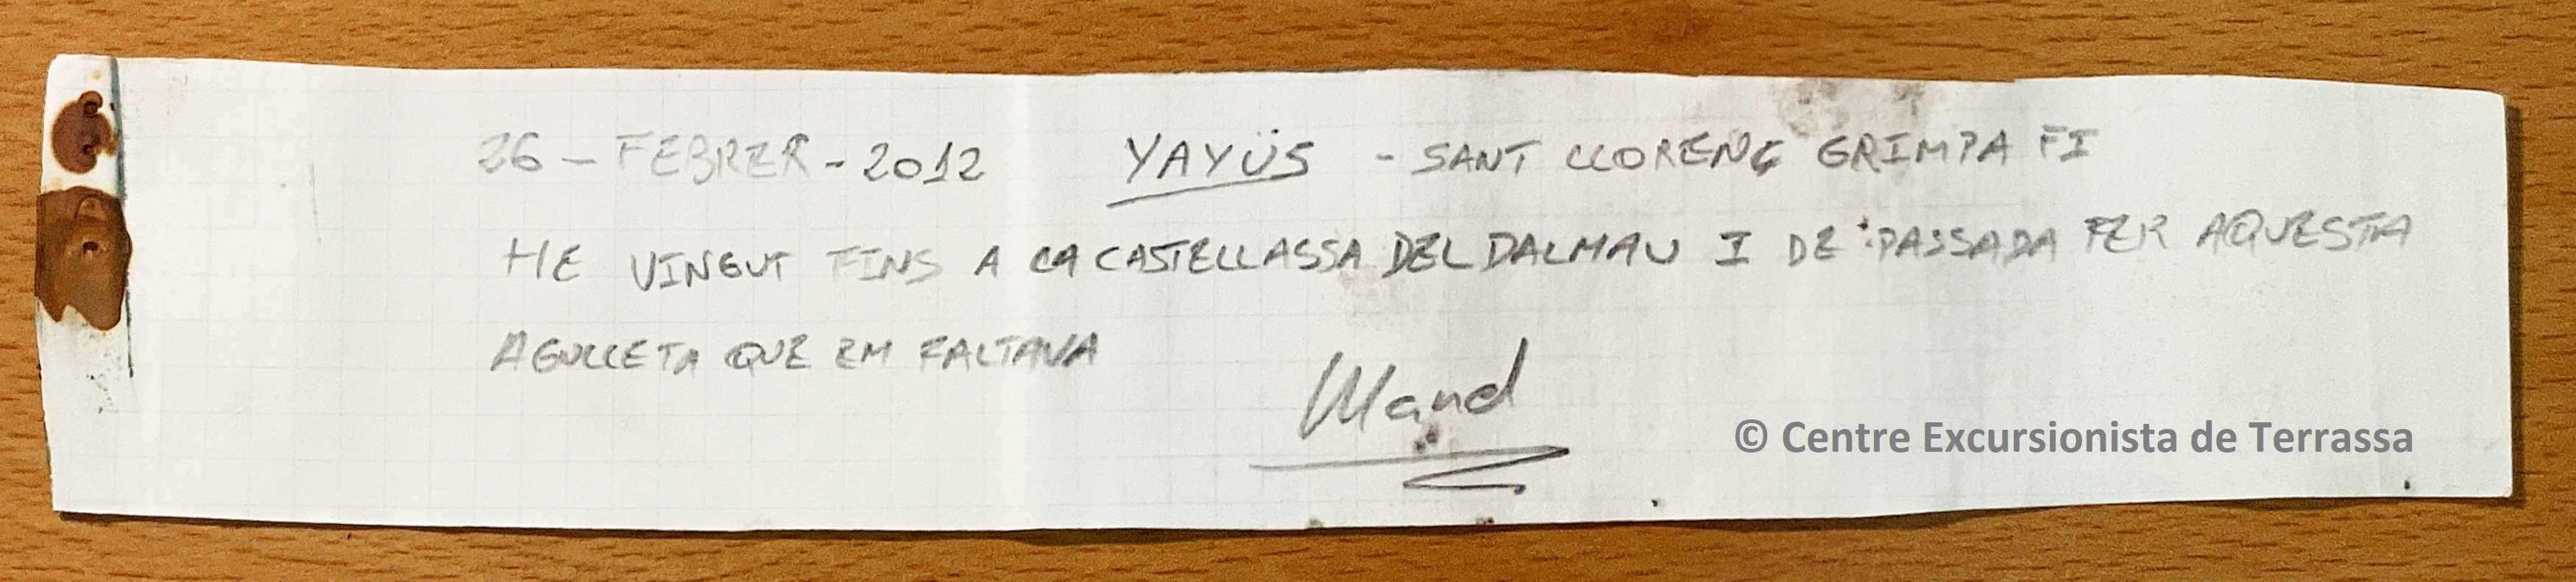 26 - FEBRER - 2012 YAYÜS - SANT LLORENÇ GRIMPA FI
HE VINGUT FINS A LA CASTELLASSA DEL DALMAU I DE PASSADA FER AQUESTA
AGULLETA QUE EM FALTAVA
© Centre Excursionista de Terrassa